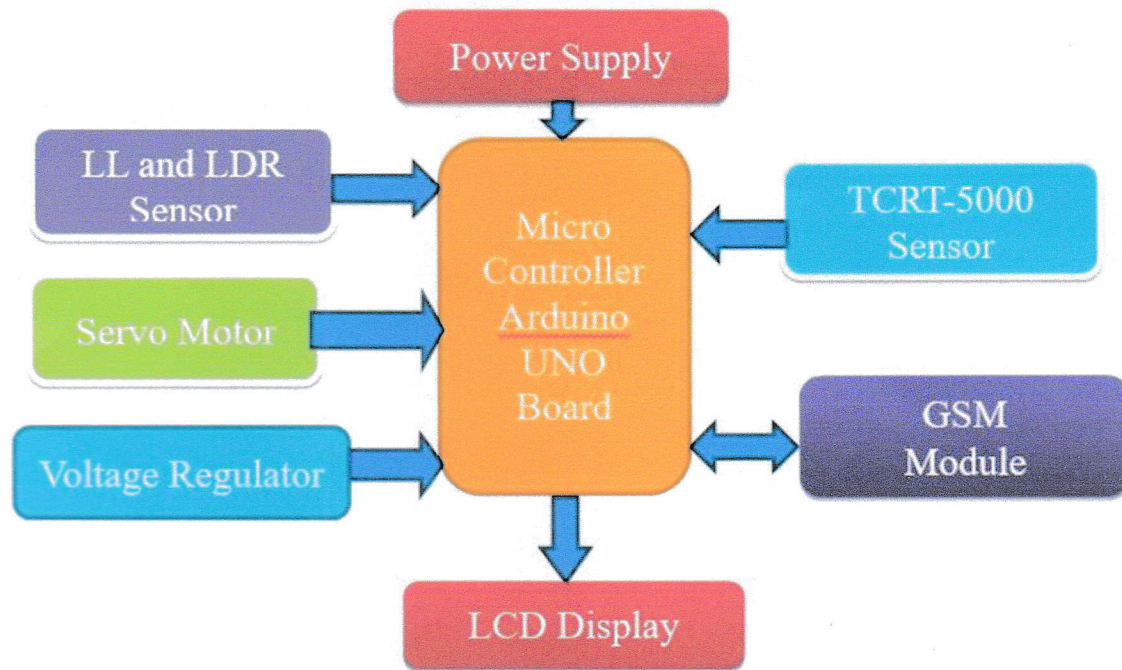 Power Supply
LL and LDR
Sensor
Servo Motor
Voltage Regulator
Micro
Controller
Arduino
UNO
Board
TCRT-5000
Sensor
GSM
Module
LCD Display